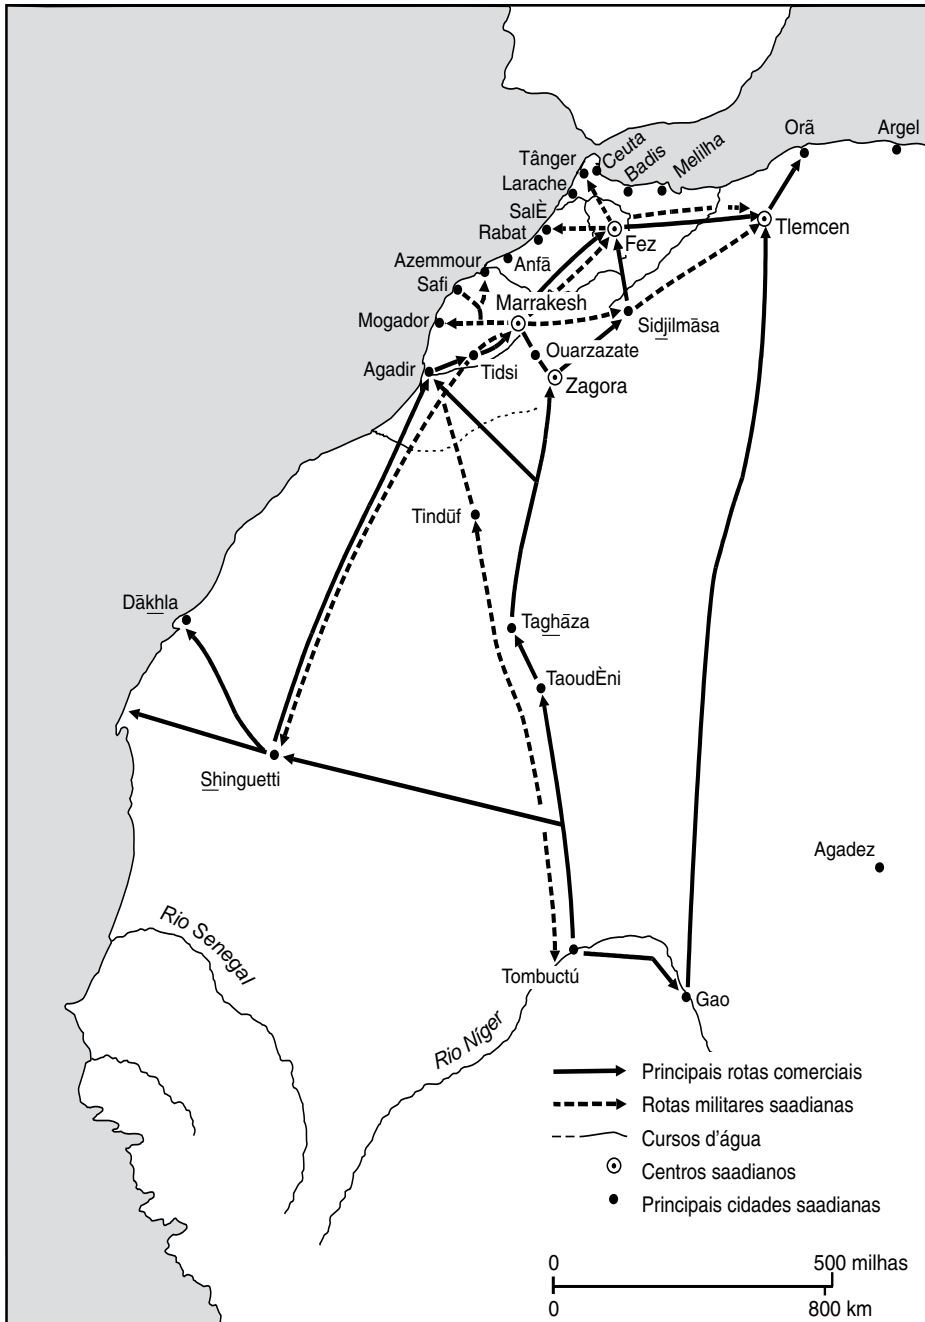 Orã
Argel
Ceuta
Badis
Melilha
Tânger
Larache
SalÈ
Rabat
Fez
Tlemcen
Azemmour
Anfā
Safi
Marrakesh
Mogador
Sidjilmāsa
Ouarzazate
Agadir
Tidsi
Zagora
Tindūf
Dākhla
Taghāza
TaoudÈni
Shinguetti
Agadez
Rio Senegal
Tombuctú
Gao
Rio Níger
Principais rotas comerciais
Rotas militares saadianas
Cursos d'água
Centros saadianos
Principais cidades saadianas
0 500 milhas
0 800 km